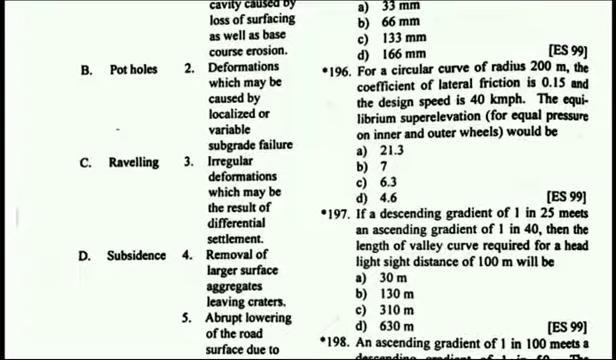 cavity caused by
loss of surfacing
as well as base
course erosion.
B. Pot holes 2. Deformations
which may be
caused by
localized or
variable
subgrade failure
C. Ravelling 3. Irregular
deformations
which may be
the result of
differential
settlement.
D. Subsidence 4. Removal of
larger surface
aggregates
leaving craters.
5. Abrupt lowering
of the road
surface due to
a) 33 mm
b) 66 mm
c) 133 mm
d) 166 mm [ES 99]
•196. For a circular curve of radius 200 m, the
coefficient of lateral friction is 0.15 and
the design speed is 40 kmph. The equi-
librium superelevation (for equal pressure
on inner and outer wheels) would be
a) 21.3
b) 7
c) 6.3
d) 4.6 [ES 99]
•197. If a descending gradient of 1 in 25 meets
an ascending gradient of 1 in 40, then the
length of valley curve required for a head
light sight distance of 100 m will be
a) 30 m
b) 130 m
c) 310 m
d) 630 m [ES 99]
•198. An ascending gradient of 1 in 100 meets a
descending gradient of 1 in 50. The